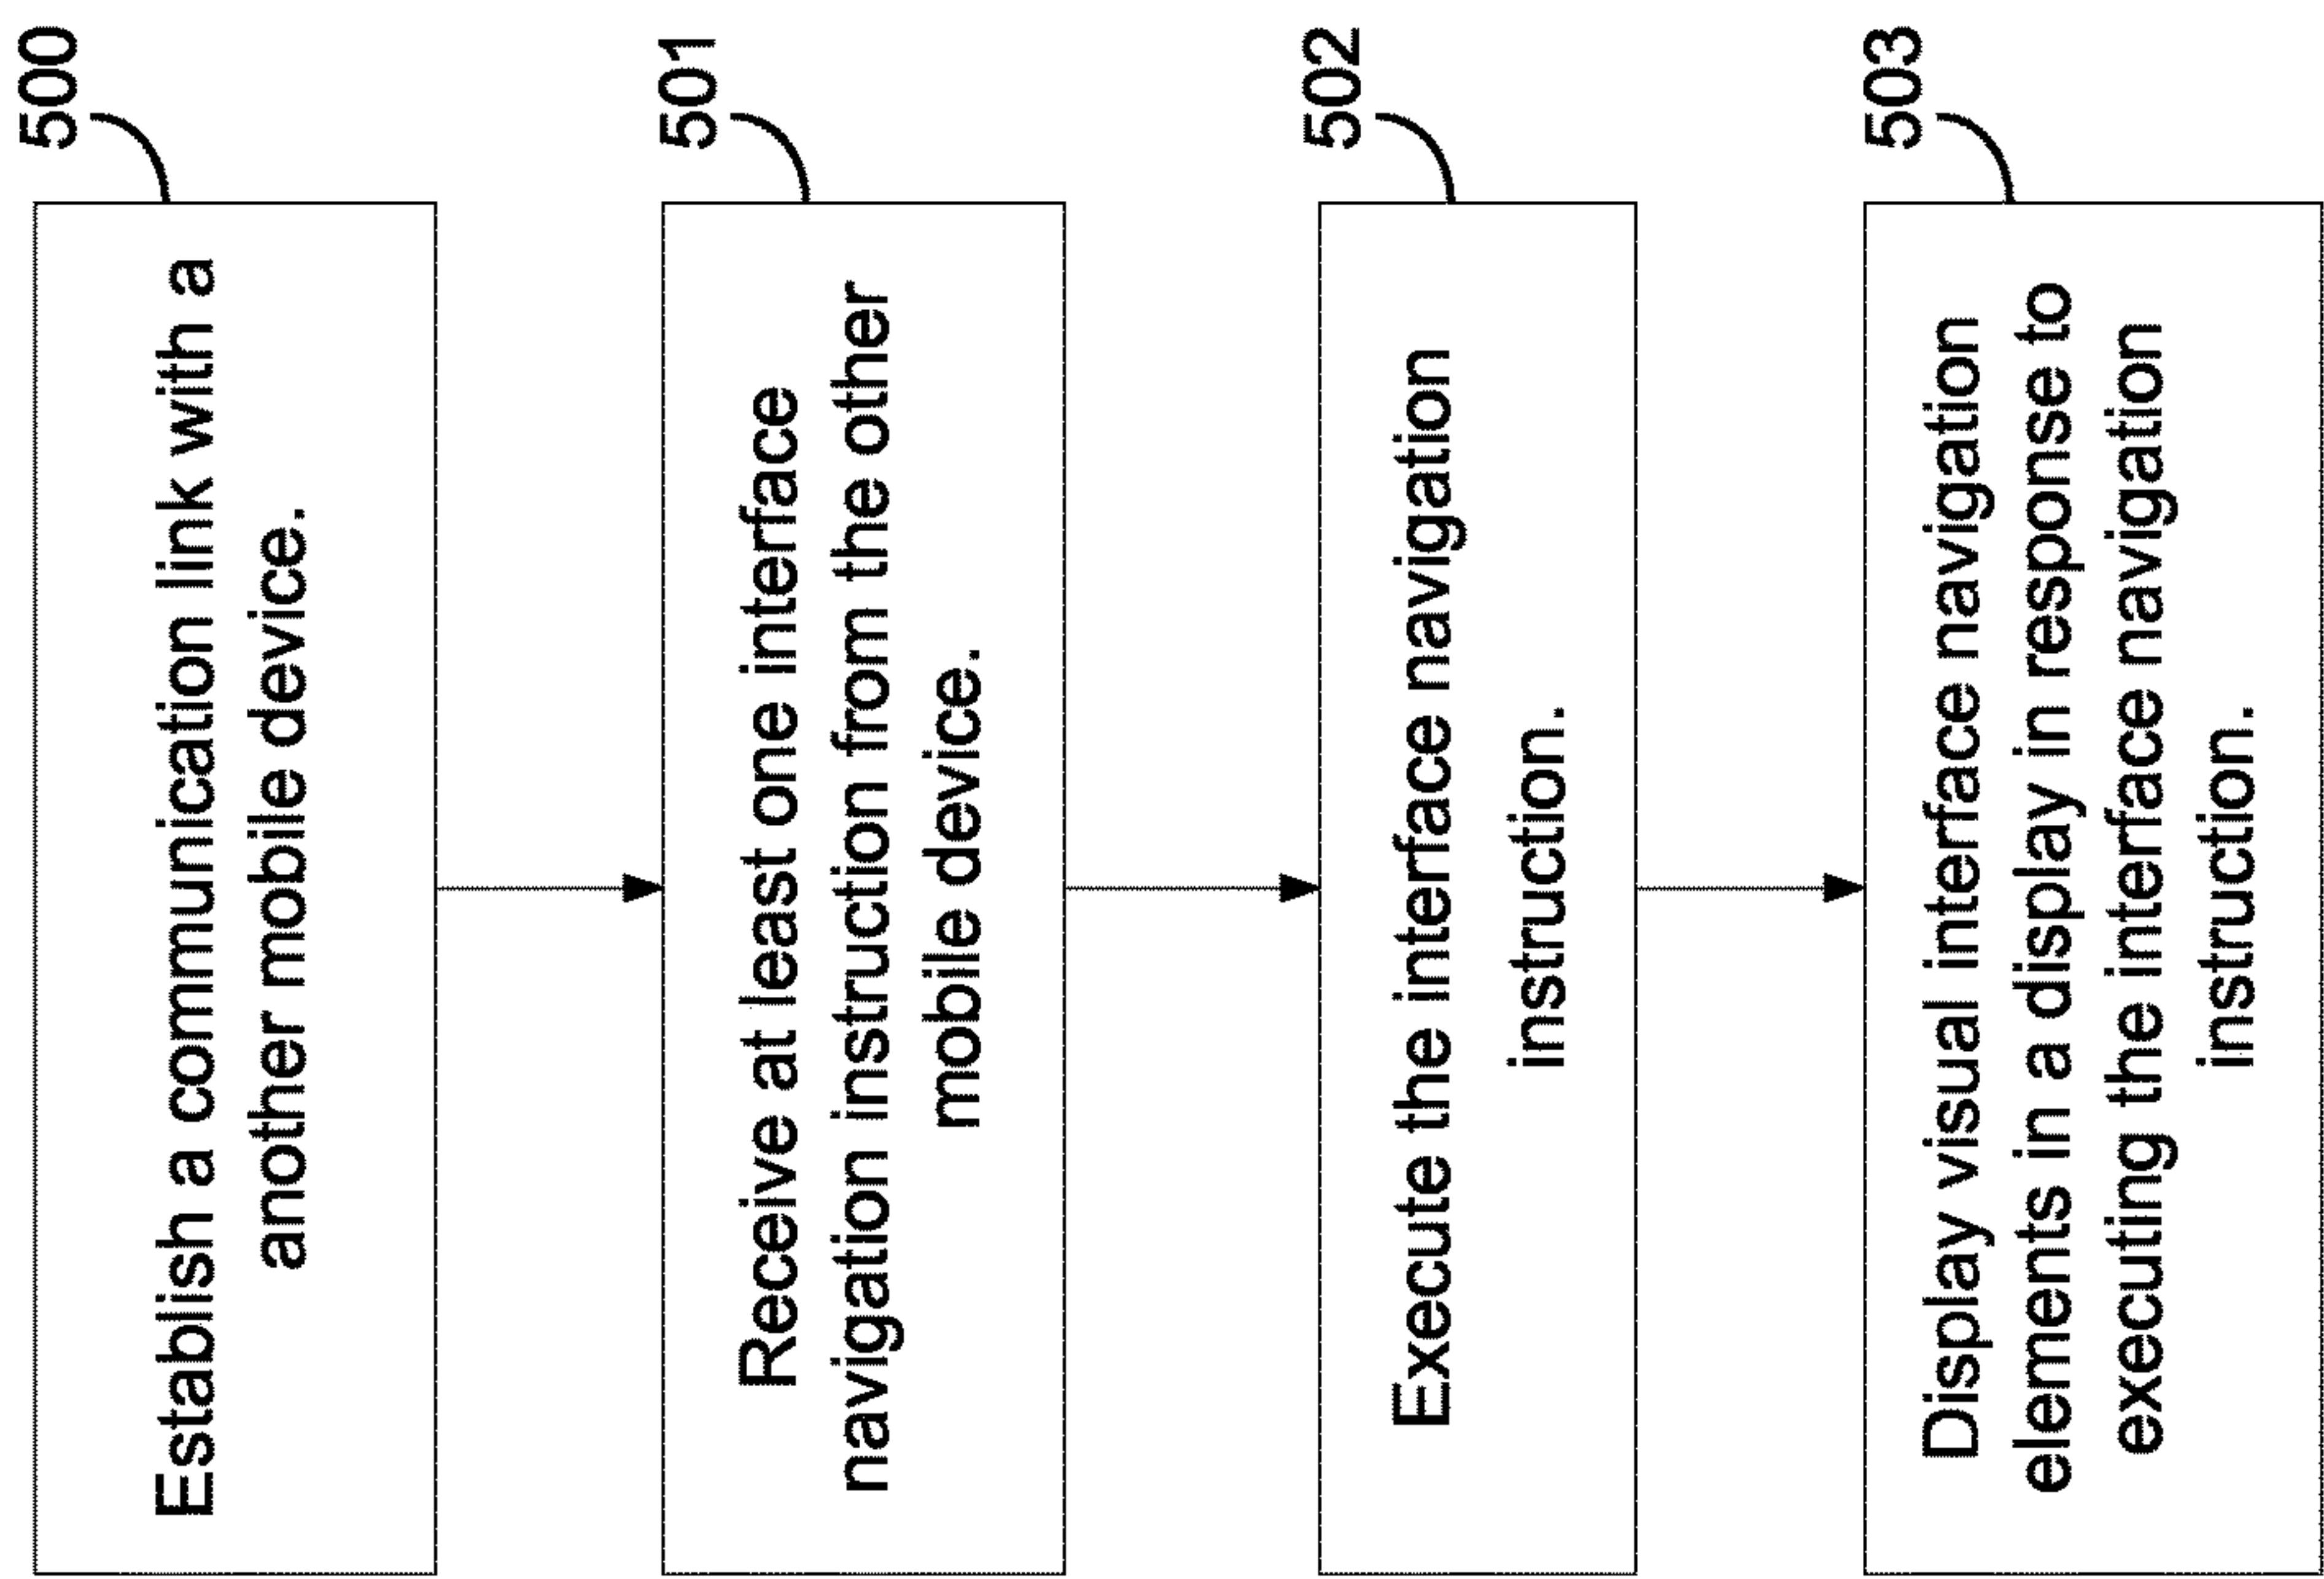 500
Establish a communication link with a
another mobile device.
501
Receive at least one interface
navigation instruction from the other
mobile device.
502
Execute the interface navigation
instruction.
503
Display visual interface navigation
elements in a display in response to
executing the interface navigation
instruction.